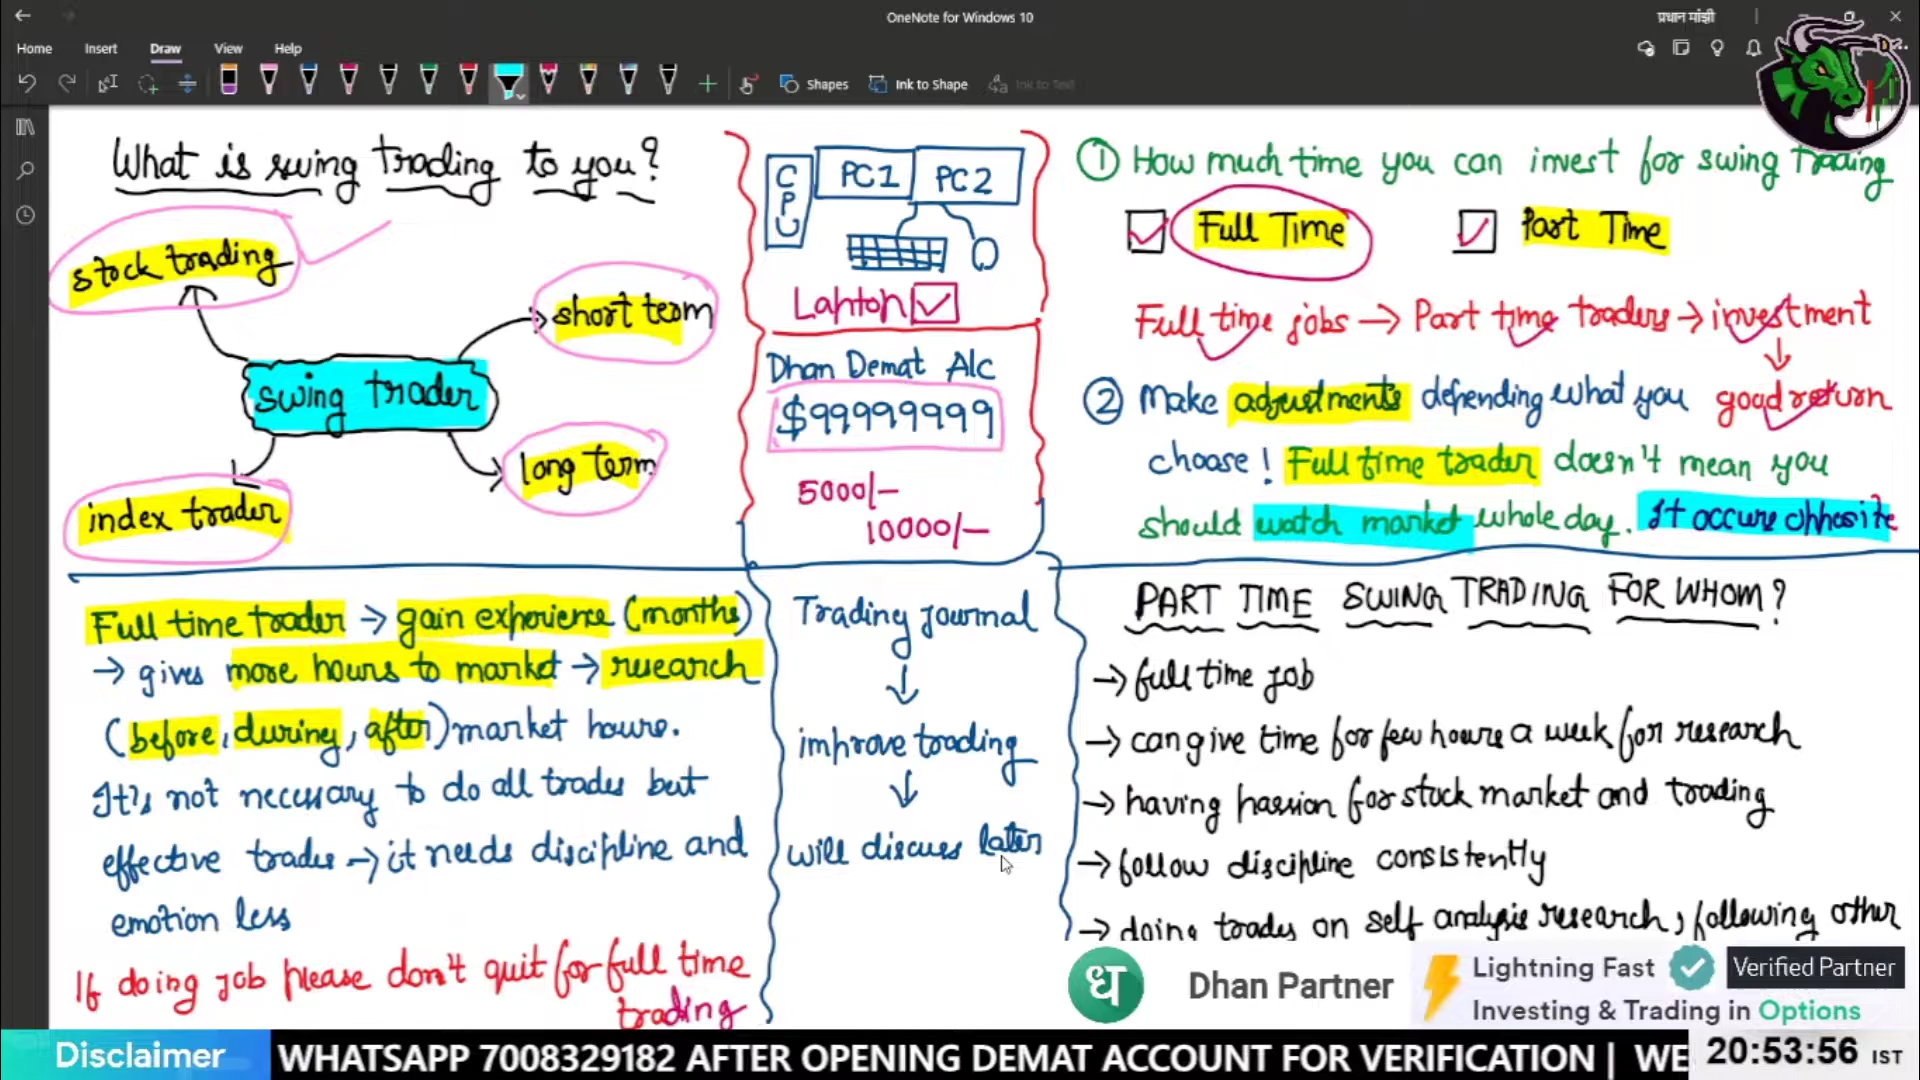 OneNote for Windows 10
प्रधान मांझी
Home Insert Draw View Help
Shapes Ink to Shape Ink to Text
What is swing trading to you?
stock trading
short term
swing trader
long term
index trader
CPU
PC1 PC2
Laptop
Dhan Demat A/c
$99999999
5000/-
10000/-
① How much time you can invest for swing trading
Full Time Part Time
Full time jobs → Part time traders → investment
↓
② Make adjustments depending what you good return
choose! Full time trader doesn't mean you
should watch market whole day. It occurs opposite
Full time trader → gain experience (months)
→ gives more hours to market → research
(before, during, after) market hours.
It's not necessary to do all trades but
effective trades → it needs discipline and
emotion less
If doing job please don't quit for full time
trading
Trading journal
↓
improve trading
↓
will discuss later
PART TIME SWING TRADING FOR WHOM?
→ full time job
→ can give time for few hours a week for research
→ having passion for stock market and trading
→ follow discipline consistently
→ doing trades on self analysis research, following other
ध Dhan Partner
Lightning Fast Verified Partner
Investing & Trading in Options
Disclaimer WHATSAPP 7008329182 AFTER OPENING DEMAT ACCOUNT FOR VERIFICATION | WE 20:53:56 IST